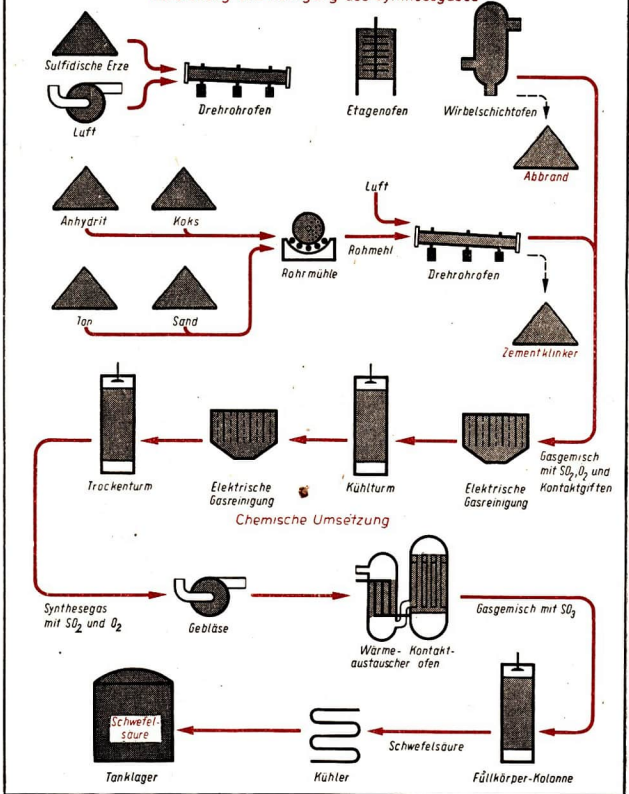 Sulfidische Erze
Luft
Drehrohrofen
Etagenofen
Wirbelschichtofen
Abbrand
Anhydrit
Koks
Luft
Rohrmühle
Rohmehl
Drehrohrofen
Ton
Sand
Zementklinker
Trockenturm
Elektrische
Gasreinigung
Kühlturm
Elektrische
Gasreinigung
Gasgemisch
mit SO₂,O₂ und
Kontaktgiften
Chemische Umsetzung
Synthesegas
mit SO₂ und O₂
Gebläse
Wärme- Kontakt-
austauscher ofen
Gasgemisch mit SO₃
Schwefel-
säure
Tanklager
Kühler
Schwefelsäure
Füllkörper-Kolonne